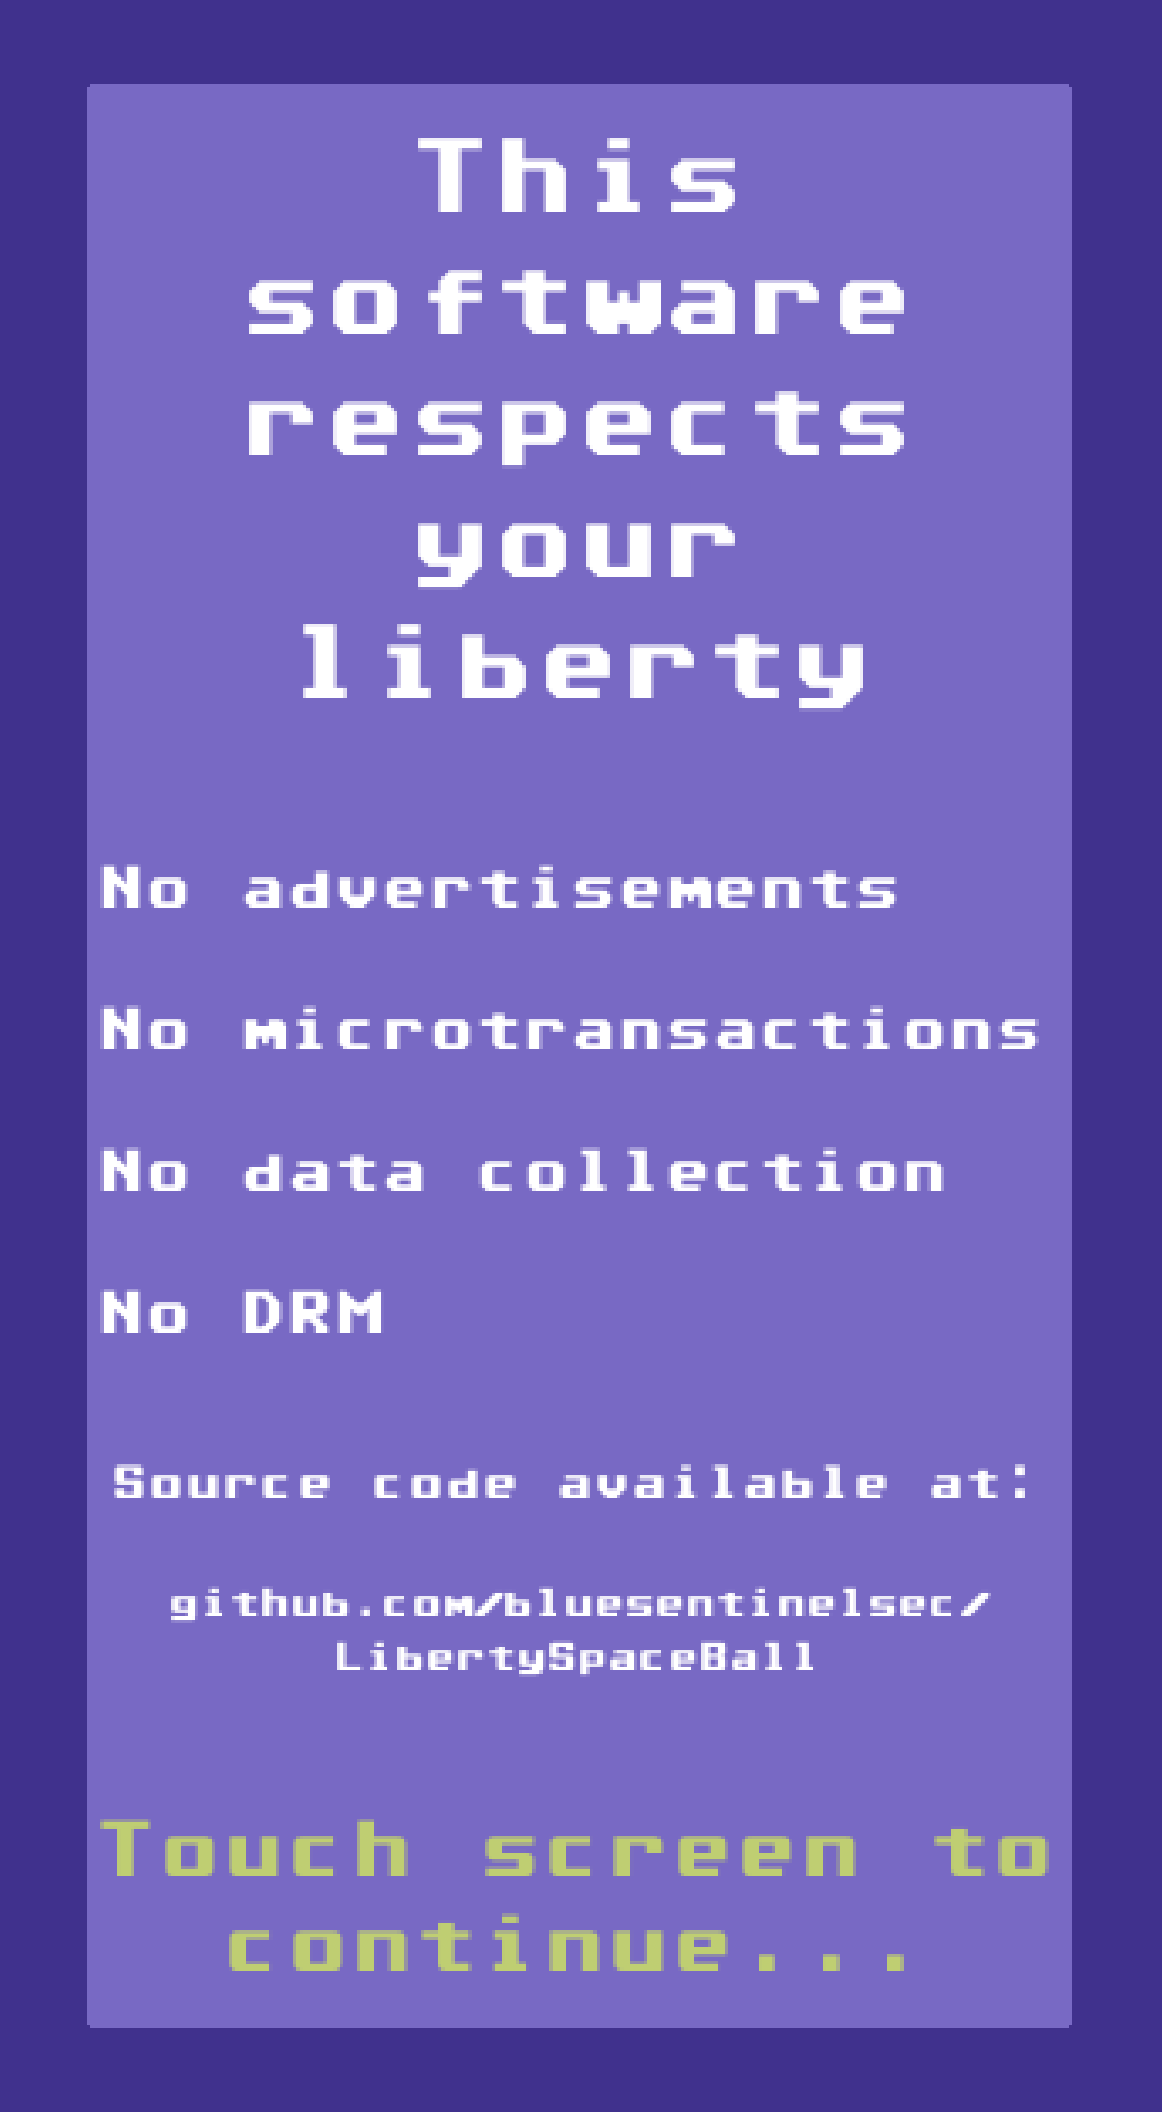 This
software
respects
your
liberty
No advertisements
No microtransactions
No data collection
No DRM
Source code available at:
github.com/bluesentinelsec/
LibertySpaceBall
Touch screen to
continue...